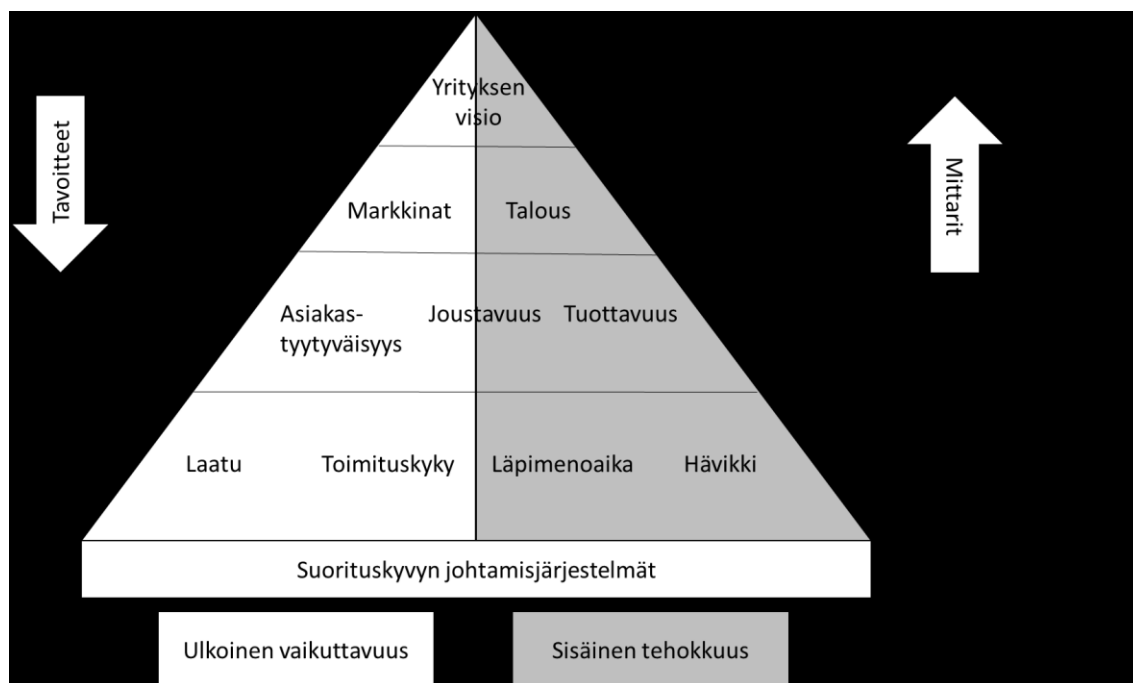 Yrityksen
visio
Tavoitteet
Mittarit
Markkinat
Talous
Asiakas-
tyytyväisyys
Joustavuus
Tuottavuus
Laatu
Toimituskyky
Läpimenoaika
Hävikki
Suorituskyvyn johtamisjärjestelmät
Ulkoinen vaikuttavuus
Sisäinen tehokkuus